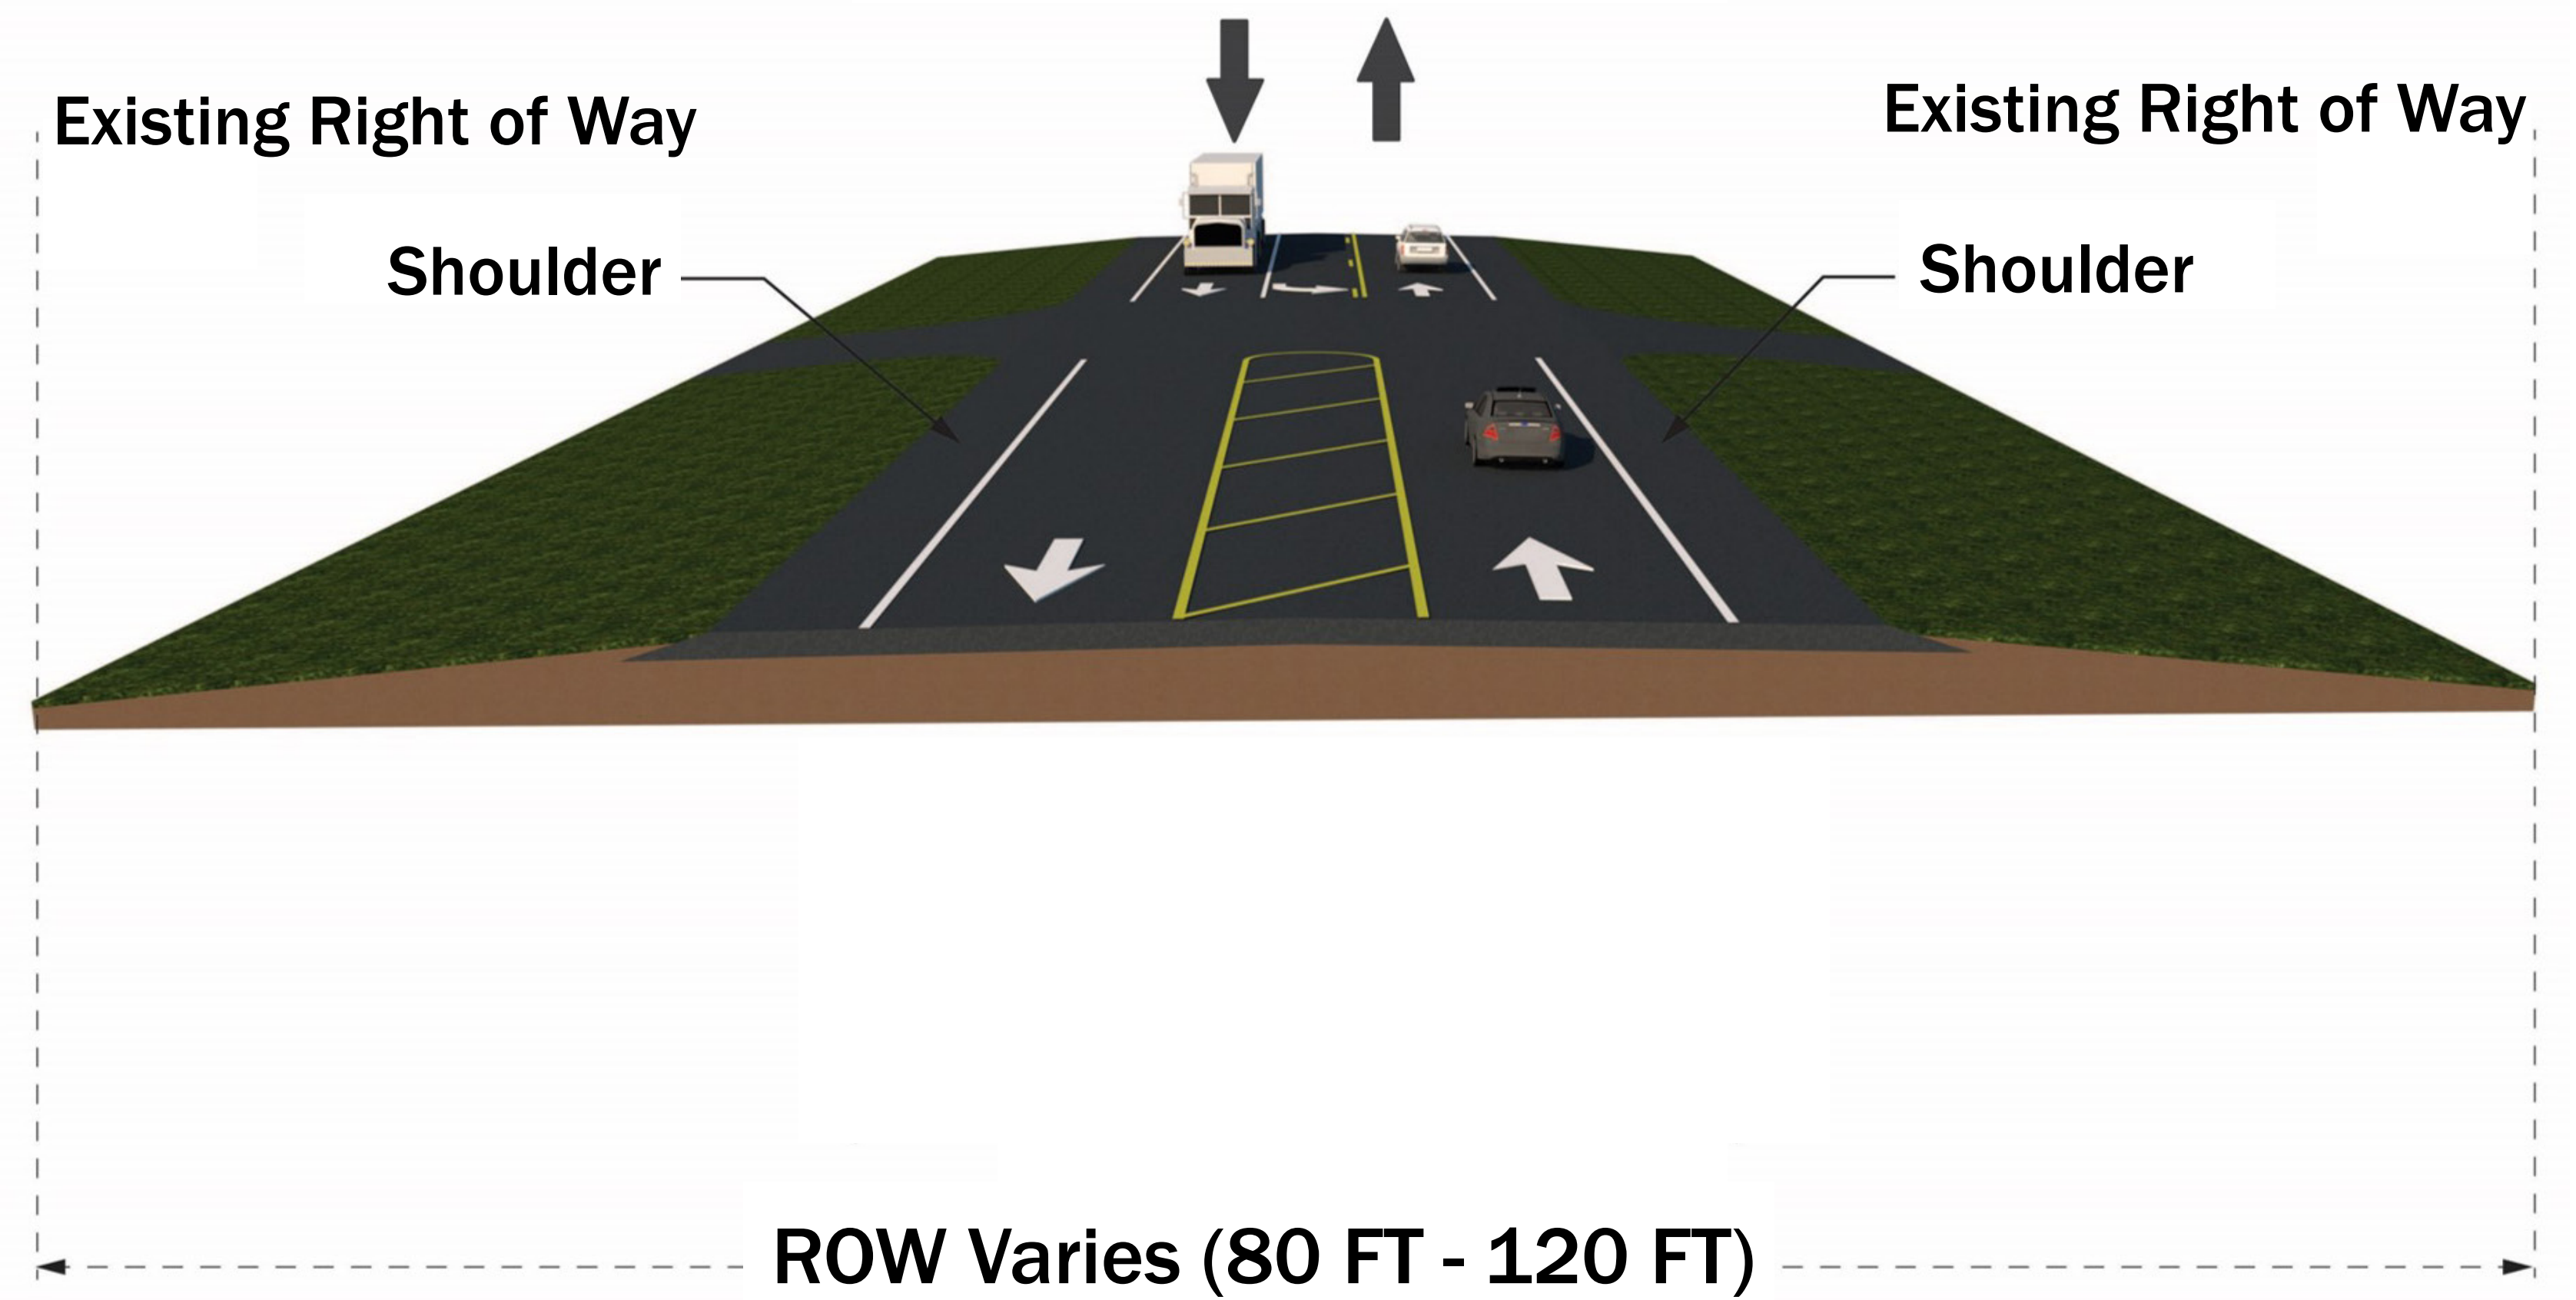 Existing Right of Way
Existing Right of Way
Shoulder
Shoulder
ROW Varies (80 FT - 120 FT)